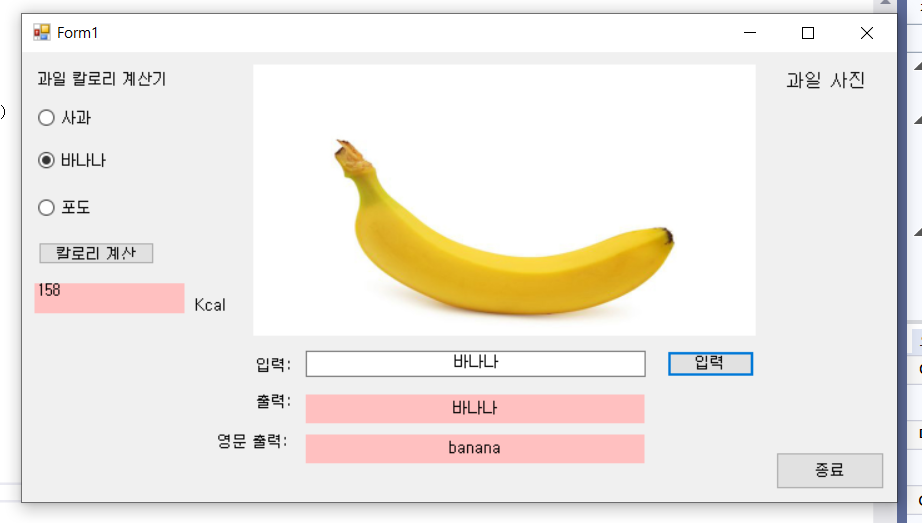 Form1
과일 칼로리 계산기
과일 사진
사과
바나나
포도
칼로리 계산
158
Kcal
입력:
바나나
입력
출력:
바나나
영문 출력:
banana
종료
)